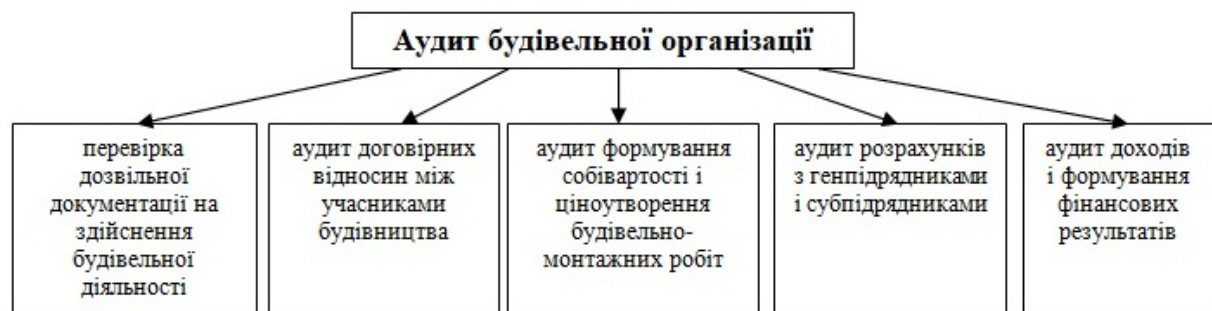 Аудит будівельної організації
перевірка
дозвільної
документації на
здійснення
будівельної
діяльності
аудит договірних
відносин між
учасниками
будівництва
аудит формування
собівартості і
ціноутворення
будівельно-
монтажних робіт
аудит розрахунків
з генпідрядниками
і субпідрядниками
аудит доходів
і формування
фінансових
результатів